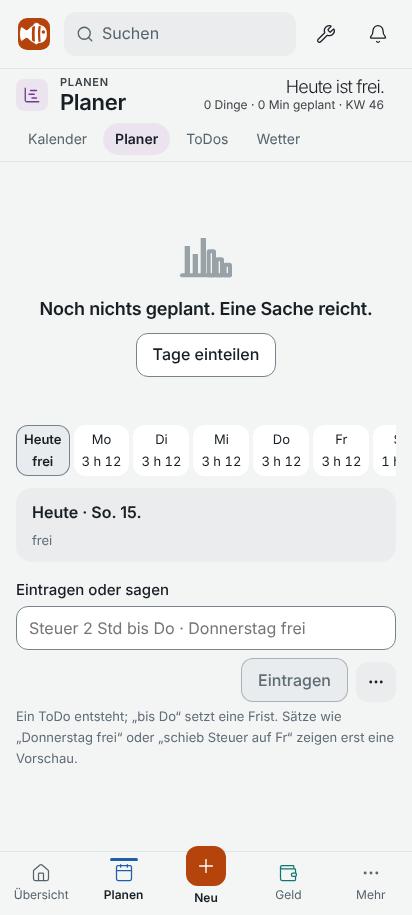 Suchen
PLANEN
Planer
Heute ist frei.
0 Dinge · 0 Min geplant · KW 46
Kalender
Planer
ToDos
Wetter
Noch nichts geplant. Eine Sache reicht.
Tage einteilen
Heute
frei
Mo
3 h 12
Di
3 h 12
Mi
3 h 12
Do
3 h 12
Fr
3 h 12
Heute · So. 15.
frei
Eintragen oder sagen
Steuer 2 Std bis Do · Donnerstag frei
Eintragen
Ein ToDo entsteht; „bis Do“ setzt eine Frist. Sätze wie
„Donnerstag frei“ oder „schieb Steuer auf Fr“ zeigen erst eine
Vorschau.
Übersicht
Planen
Neu
Geld
Mehr